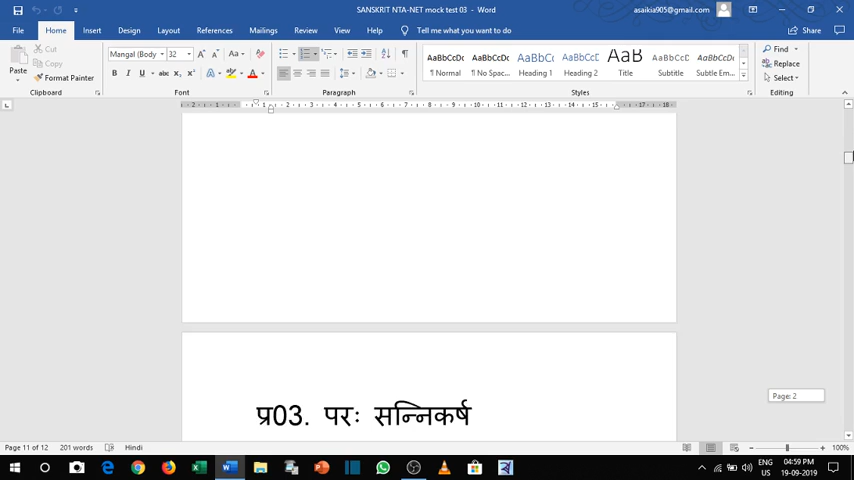 SANSKRIT NTA-NET mock test 03 - Word
asaikia905@gmail.com
File Home Insert Design Layout References Mailings Review View Help Tell me what you want to do Share
Paste
Cut
Copy
Format Painter
Clipboard
Mangal (Body 32
Font
Paragraph
AaBbCcDc AaBbCcDc AaBbCc AaBbCcC AaB AaBbCcD AaBbCcDc
¶ Normal ¶ No Spac... Heading 1 Heading 2 Title Subtitle Subtle Em...
Styles
Find
Replace
Select
Editing
प्र03. परः सन्निकर्ष
Page: 2
Page 11 of 12 201 words Hindi 100%
ENG
US
04:59 PM
19-09-2019